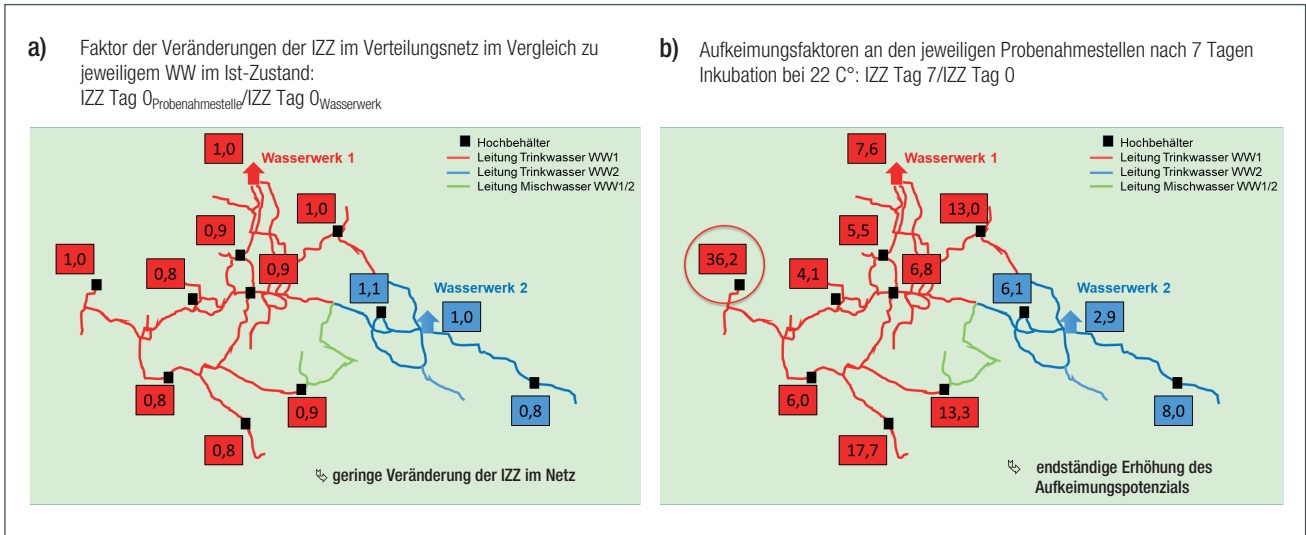 a) Faktor der Veränderungen der IZZ im Verteilungsnetz im Vergleich zu
jeweiligem WW im Ist-Zustand:
IZZ Tag 0Probenahmestelle/IZZ Tag 0Wasserwerk
1,0
Wasserwerk 1
Hochbehälter
Leitung Trinkwasser WW1
Leitung Trinkwasser WW2
Leitung Mischwasser WW1/2
1,0
0,9
1,0
0,8
0,9
1,1
Wasserwerk 2
1,0
0,8
0,9
0,8
0,8
↳ geringe Veränderung der IZZ im Netz
b) Aufkeimungsfaktoren an den jeweiligen Probenahmestellen nach 7 Tagen
Inkubation bei 22 C°: IZZ Tag 7/IZZ Tag 0
7,6
Wasserwerk 1
Hochbehälter
Leitung Trinkwasser WW1
Leitung Trinkwasser WW2
Leitung Mischwasser WW1/2
13,0
5,5
36,2
4,1
6,8
6,1
Wasserwerk 2
2,9
6,0
13,3
8,0
17,7
↳ endständige Erhöhung des
Aufkeimungspotenzials